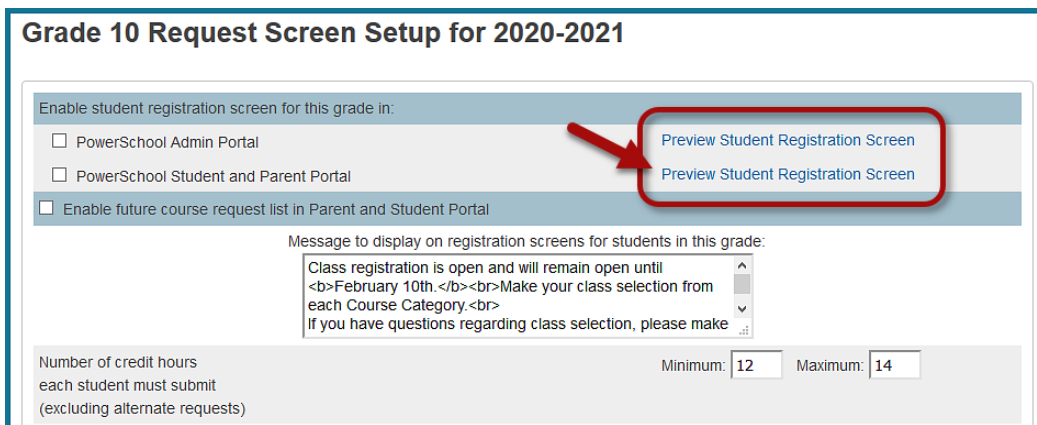 Grade 10 Request Screen Setup for 2020-2021
Enable student registration screen for this grade in:
PowerSchool Admin Portal Preview Student Registration Screen
PowerSchool Student and Parent Portal Preview Student Registration Screen
Enable future course request list in Parent and Student Portal
Message to display on registration screens for students in this grade:
Class registration is open and will remain open until
<b>February 10th.</b><br>Make your class selection from
each Course Category.<br>
If you have questions regarding class selection, please make
Number of credit hours Minimum: 12 Maximum: 14
each student must submit
(excluding alternate requests)